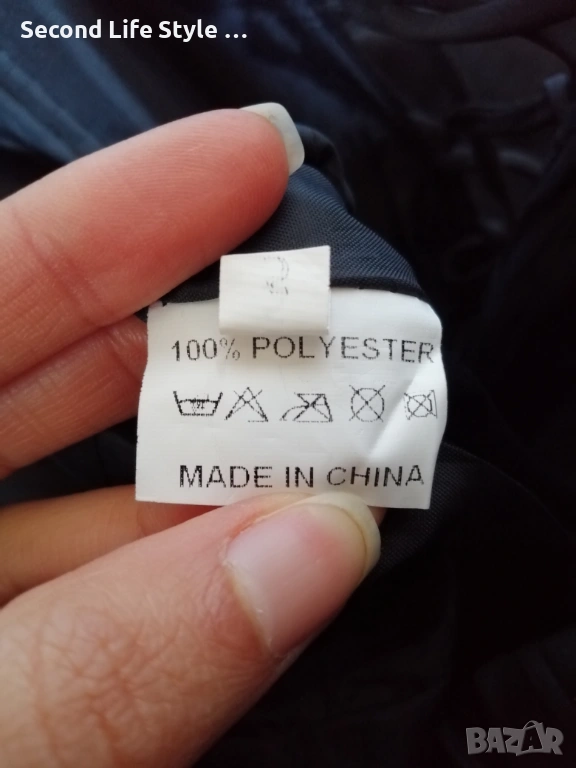 Second Life Style ...
100% POLYESTER
MADE IN CHINA
BAZAR